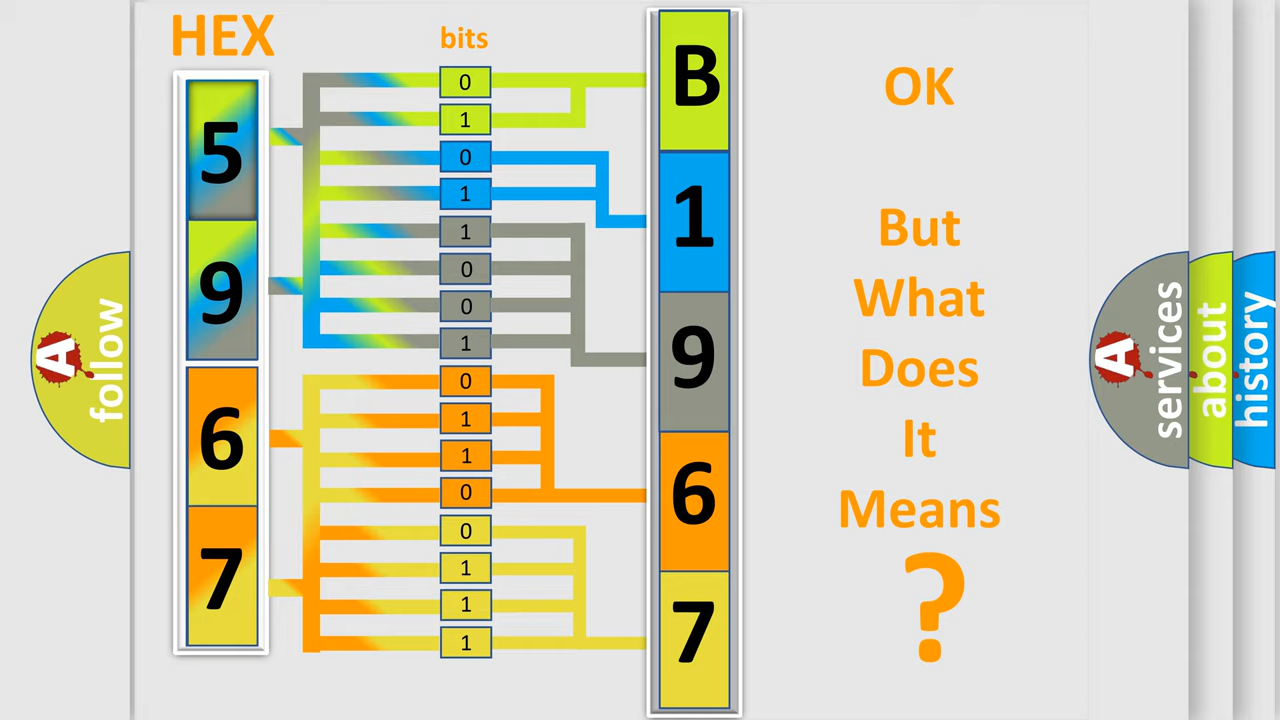 HEX
bits
5
9
6
7
0
1
0
1
1
0
0
1
0
1
1
0
0
1
1
1
B
1
9
6
7
OK
But
What
Does
It
Means
?
A
follow
A
services
about
history